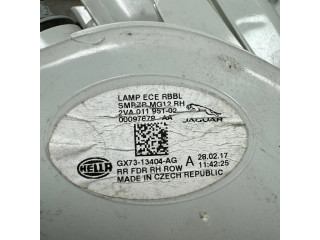 LAMP ECE RBBL
SMRZR MG12 RH
2VA 011 951-02
00097678 AA
JAGUAR
HELLA
GX73-13404-AG A 28.02.17
RR FDR RH ROW 11:42:25
MADE IN CZECH REPUBLIC